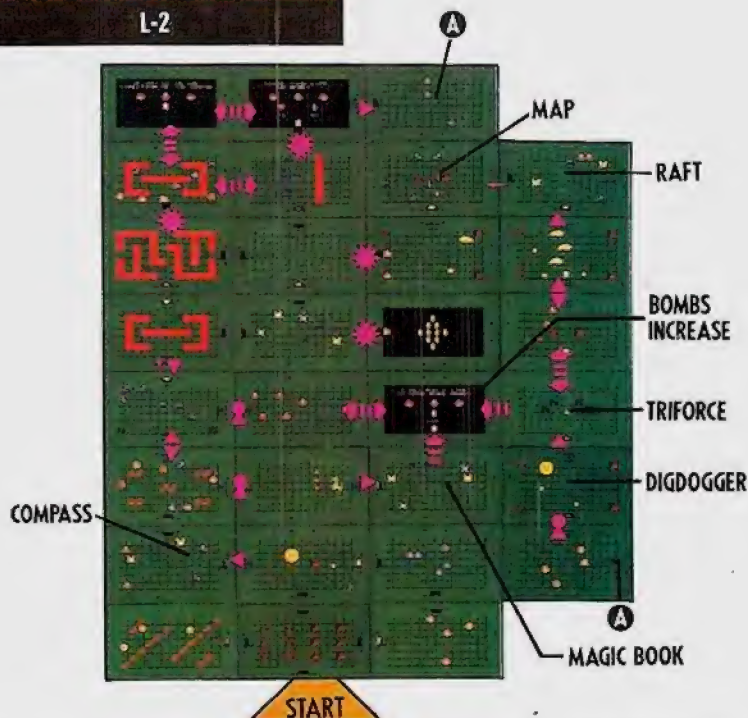 L-2
A
MAP
RAFT
BOMBS
INCREASE
TRIFORCE
DIGDOGGER
COMPASS
A
MAGIC BOOK
START